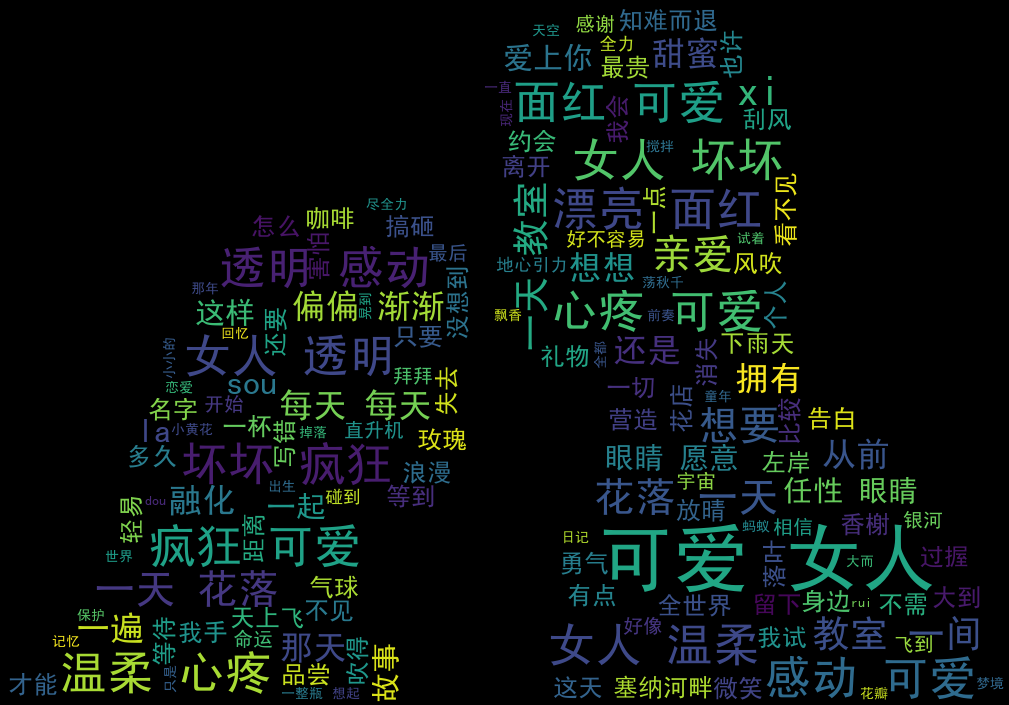 天空
感谢
知难而退
爱上你
全力
最贵
甜蜜
也许
一直
现在
面红
我会
可爱
xi
刮风
约会
离开
女人
搅拌
坏坏
教室
漂亮
一点
面红
看不见
好不容易
亲爱
试着
风吹
地心引力
想想
荡秋千
一天
飘香
心疼
前奏
可爱
个人
礼物
全都
还是
消失
下雨天
拥有
一切
花店
童年
营造
想要
比较
告白
尽全力
怎么
害怕
咖啡
搞砸
透明
感动
最后
没想到
那年
这样
还要
偏偏
晃到
渐渐
回忆
小小的
女人
透明
只要
恋爱
sou
拜拜
失去
名字
开始
每天
每天
la
小黄花
一杯
写错
掉落
直升机
玫瑰
多久
坏坏
疯狂
浪漫
轻易
dou
融化
出生
一起
碰到
等到
世界
疯狂
距离
可爱
一天
花落
气球
保护
一遍
等待
我手
天上飞
不见
记忆
命运
那天
吹得
故事
才能
温柔
只是
心疼
品尝
一整瓶
想起
眼睛
愿意
左岸
从前
花落
宇宙
放晴
一天
任性
眼睛
日记
蚂蚁
相信
香榭
银河
勇气
可爱
落叶
女人
大而
过握
有点
全世界
留下
身边
rui
不需
大到
女人
好像
温柔
我试
教室
飞到
一间
这天
塞纳河畔
微笑
感动
花瓣
可爱
梦境